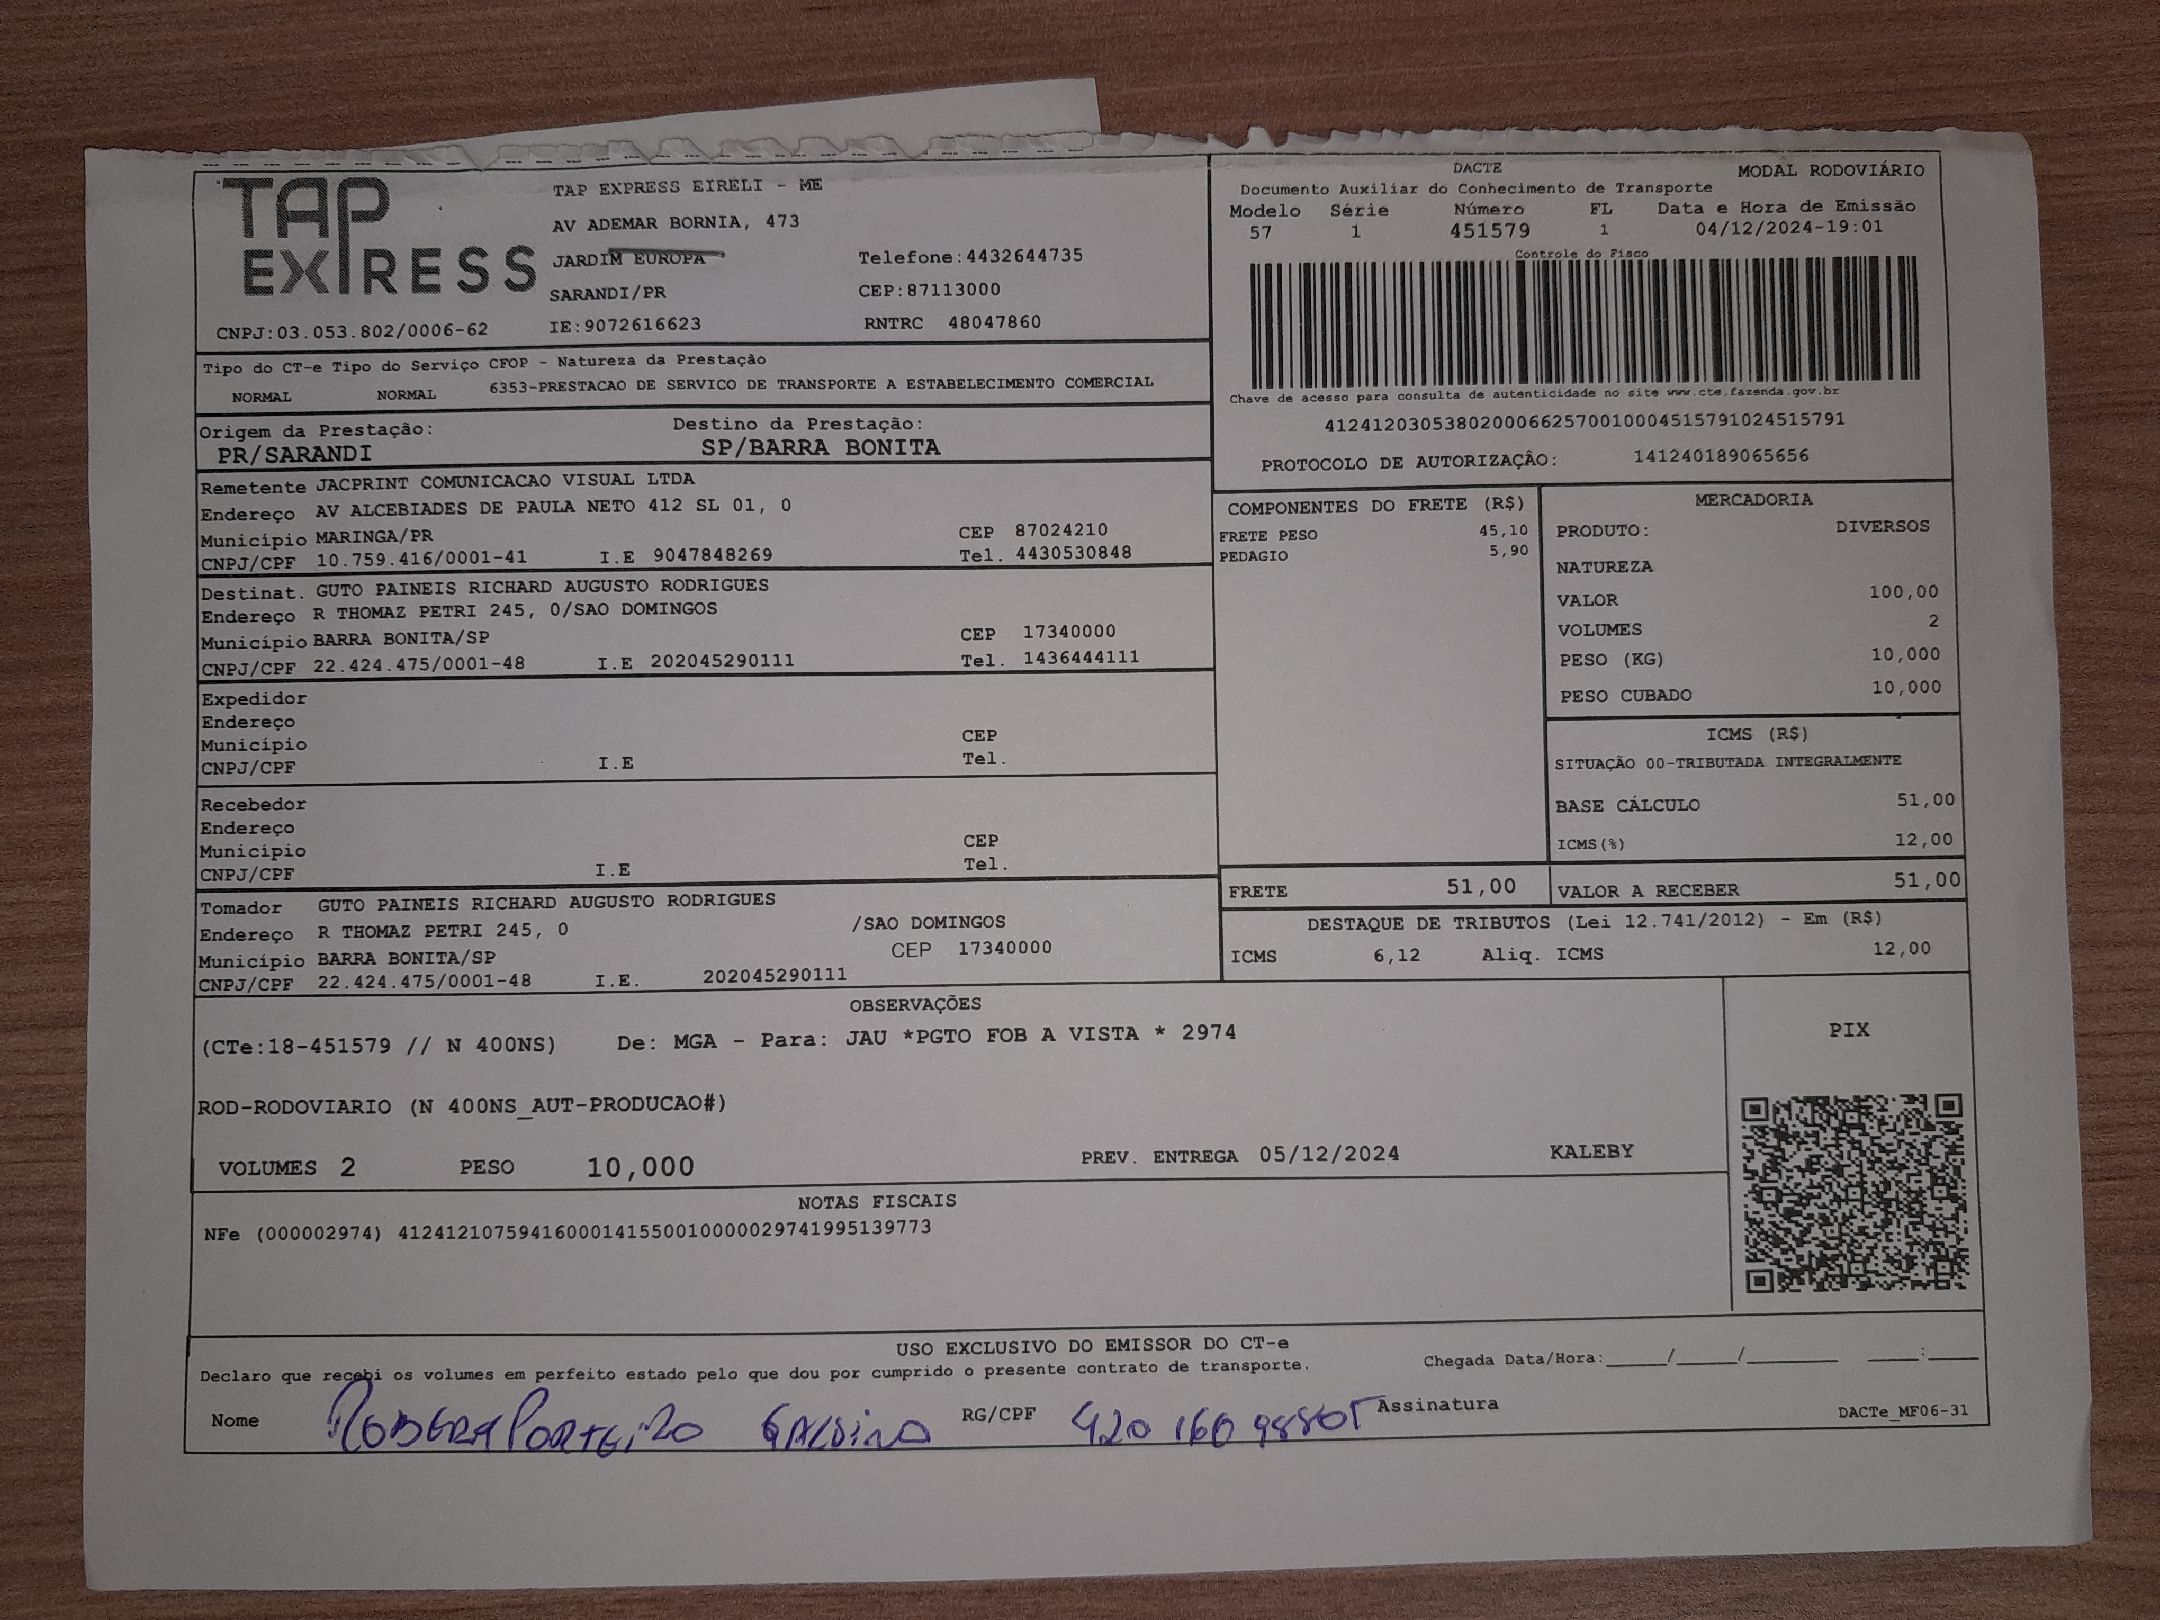 TAP
EXPRESS
TAP EXPRESS EIRELI - ME
AV ADEMAR BORNIA, 473
JARDIM EUROPA
Telefone:4432644735
SARANDI/PR
CEP:87113000
CNPJ:03.053.802/0006-62
IE:9072616623
RNTRC 48047860
DACTE
MODAL RODOVIÁRIO
Documento Auxiliar do Conhecimento de Transporte
Modelo Série Número FL Data e Hora de Emissão
57 1 451579 1 04/12/2024-19:01
Controle do Fisco
Chave de acesso para consulta de autenticidade no site www.cte.fazenda.gov.br
41241203053802000662570010004515791024515791
PROTOCOLO DE AUTORIZAÇÃO: 141240189065656
Tipo do CT-e Tipo do Serviço CFOP - Natureza da Prestação
NORMAL NORMAL 6353-PRESTACAO DE SERVICO DE TRANSPORTE A ESTABELECIMENTO COMERCIAL
Origem da Prestação: Destino da Prestação:
PR/SARANDI SP/BARRA BONITA
Remetente JACPRINT COMUNICACAO VISUAL LTDA
Endereço AV ALCEBIADES DE PAULA NETO 412 SL 01, 0
Município MARINGA/PR CEP 87024210
CNPJ/CPF 10.759.416/0001-41 I.E 9047848269 Tel. 4430530848
Destinat. GUTO PAINEIS RICHARD AUGUSTO RODRIGUES
Endereço R THOMAZ PETRI 245, 0/SAO DOMINGOS
Município BARRA BONITA/SP CEP 17340000
CNPJ/CPF 22.424.475/0001-48 I.E 202045290111 Tel. 1436444111
Expedidor
Endereço
Município CEP
CNPJ/CPF I.E Tel.
Recebedor
Endereço
Município CEP
CNPJ/CPF I.E Tel.
Tomador GUTO PAINEIS RICHARD AUGUSTO RODRIGUES
Endereço R THOMAZ PETRI 245, 0 /SAO DOMINGOS
Município BARRA BONITA/SP CEP 17340000
CNPJ/CPF 22.424.475/0001-48 I.E. 202045290111
COMPONENTES DO FRETE (R$)
FRETE PESO 45,10
PEDAGIO 5,90
MERCADORIA
PRODUTO: DIVERSOS
NATUREZA
VALOR 100,00
VOLUMES 2
PESO (KG) 10,000
PESO CUBADO 10,000
ICMS (R$)
SITUAÇÃO 00-TRIBUTADA INTEGRALMENTE
BASE CÁLCULO 51,00
ICMS(%) 12,00
FRETE 51,00 VALOR A RECEBER 51,00
DESTAQUE DE TRIBUTOS (Lei 12.741/2012) - Em (R$)
ICMS 6,12 Aliq. ICMS 12,00
OBSERVAÇÕES
(CTe:18-451579 // N 400NS) De: MGA - Para: JAU *PGTO FOB A VISTA * 2974
ROD-RODOVIARIO (N 400NS_AUT-PRODUCAO#)
VOLUMES 2 PESO 10,000 PREV. ENTREGA 05/12/2024 KALEBY
PIX
NOTAS FISCAIS
NFe (000002974) 41241210759416000141550010000029741995139773
USO EXCLUSIVO DO EMISSOR DO CT-e
Declaro que recebi os volumes em perfeito estado pelo que dou por cumprido o presente contrato de transporte.
Chegada Data/Hora:_____/_____/_______ ____:____
Nome RG/CPF 420 160 Assinatura
DACTe_MF06-31